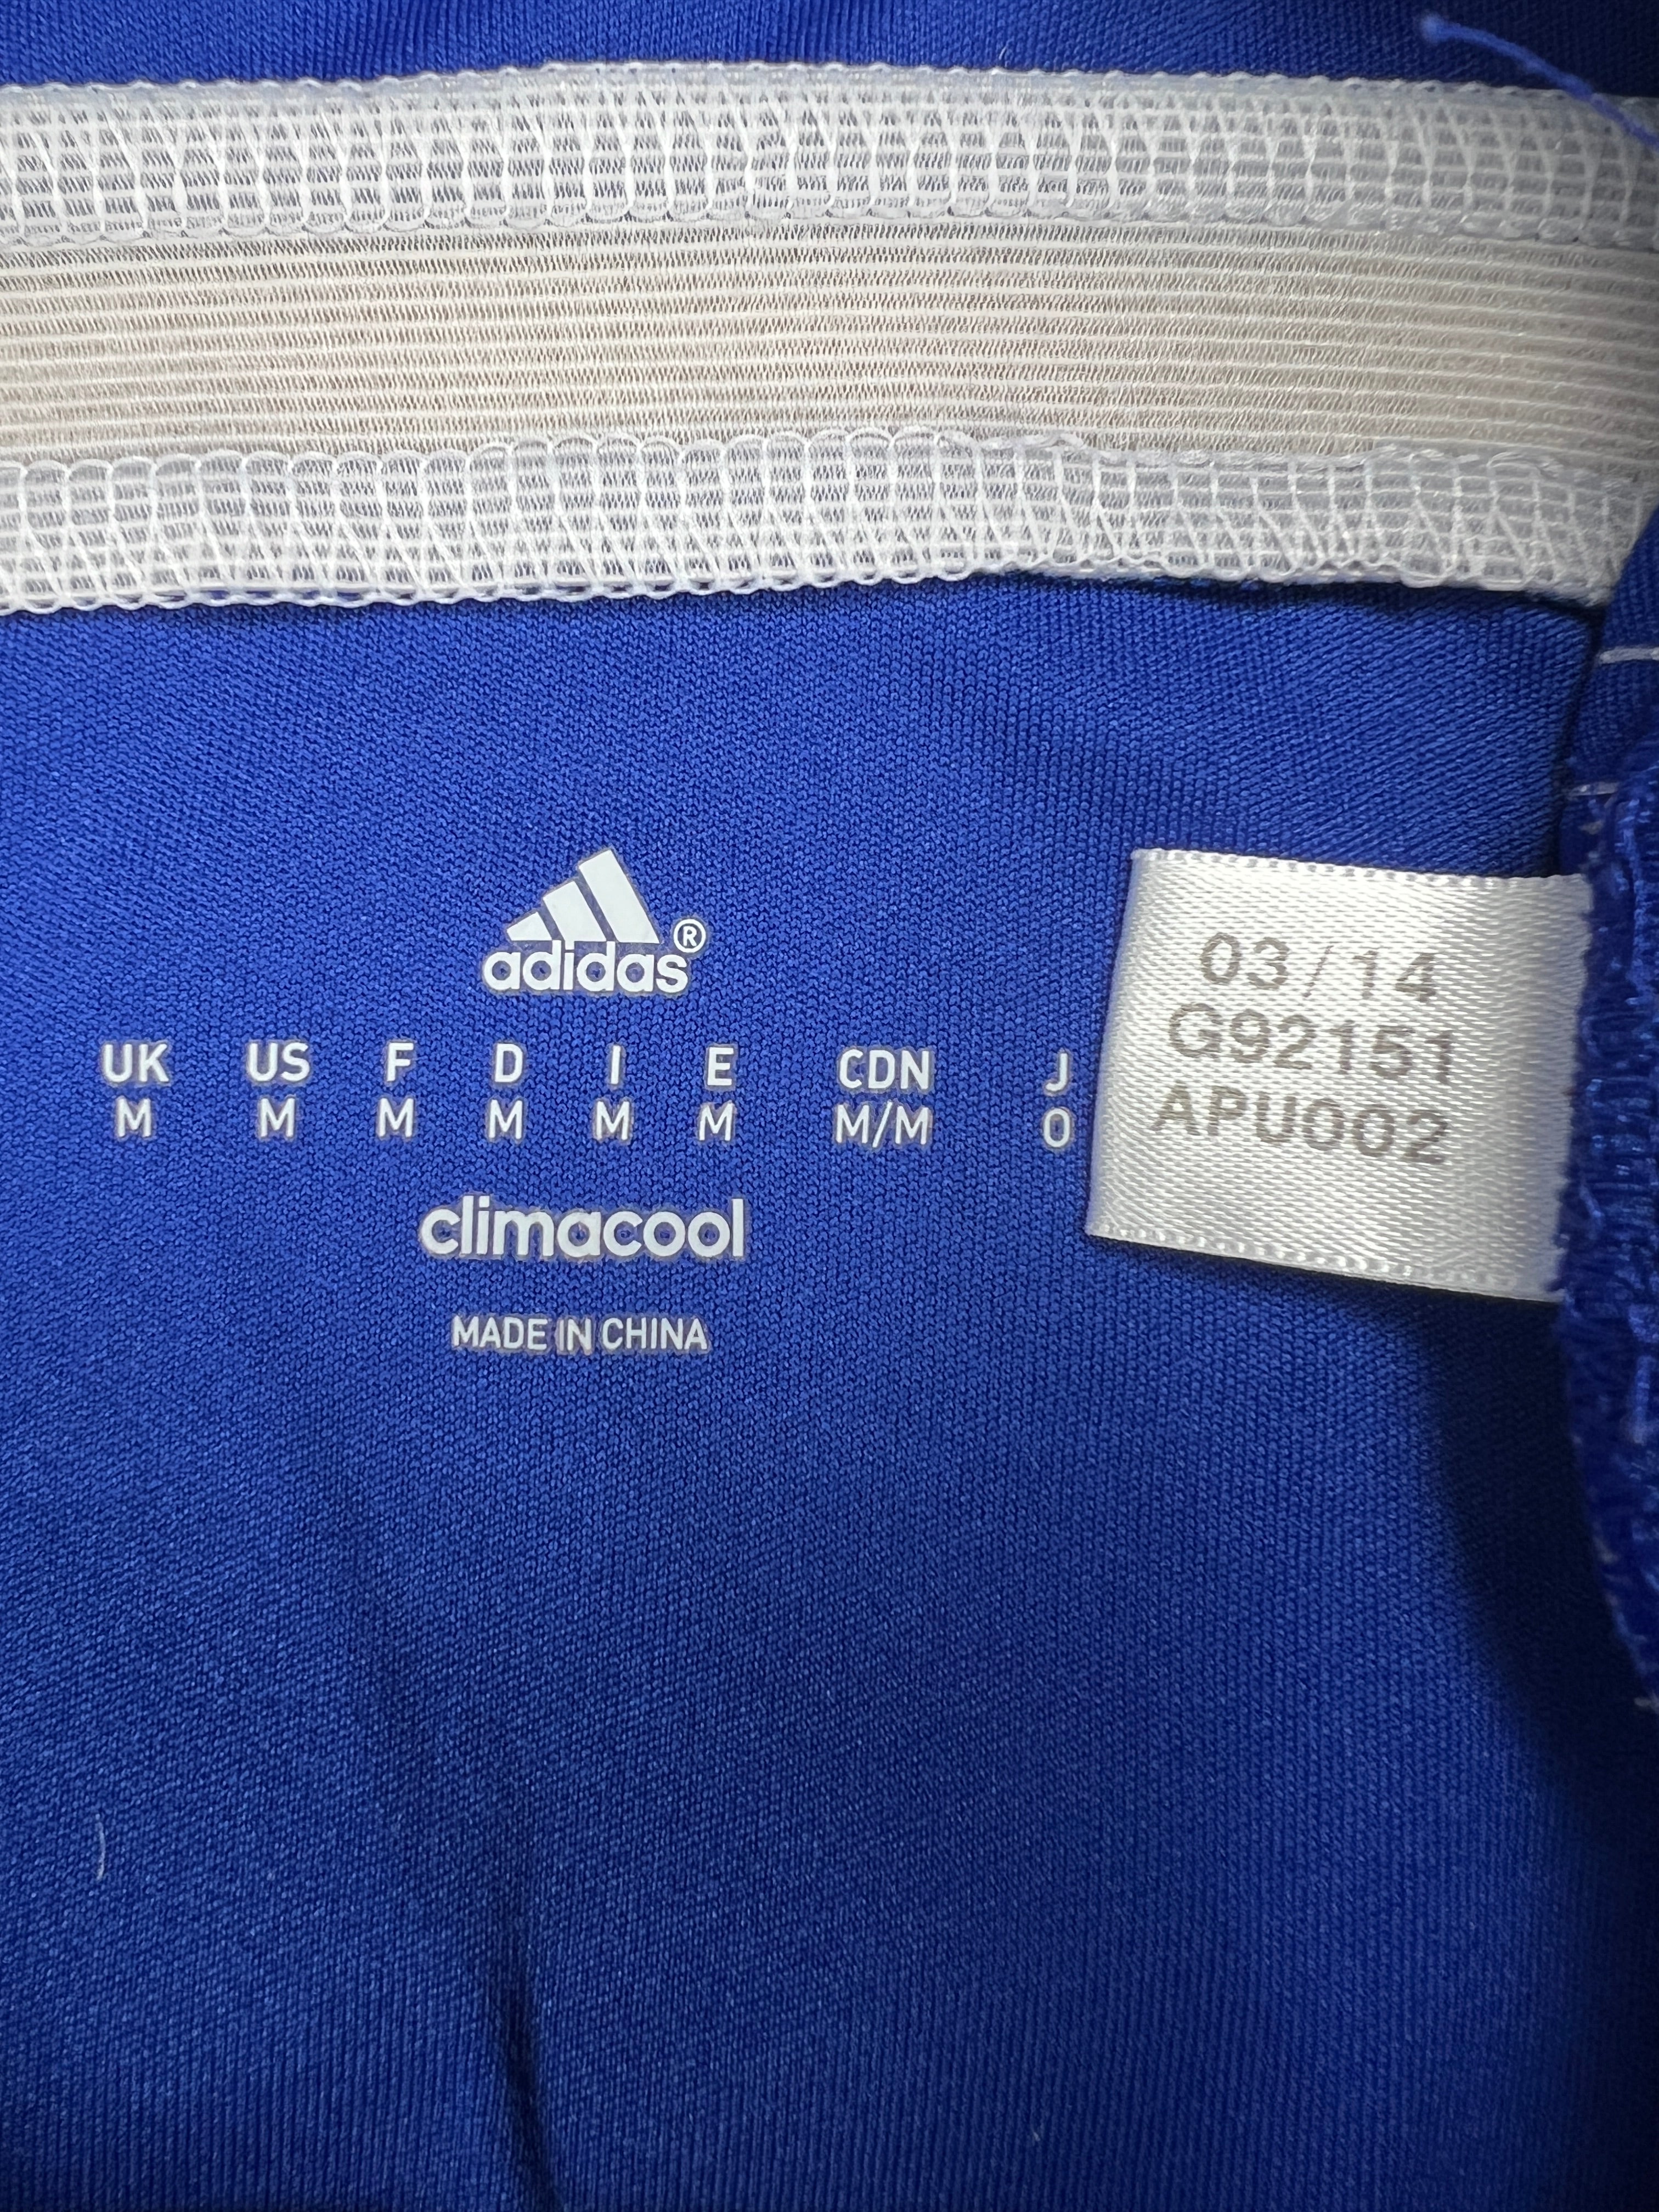 adidas®
UK US F D I E CDN J
M M M M M M M/M O
climacool
MADE IN CHINA
03/14
G92151
APU002